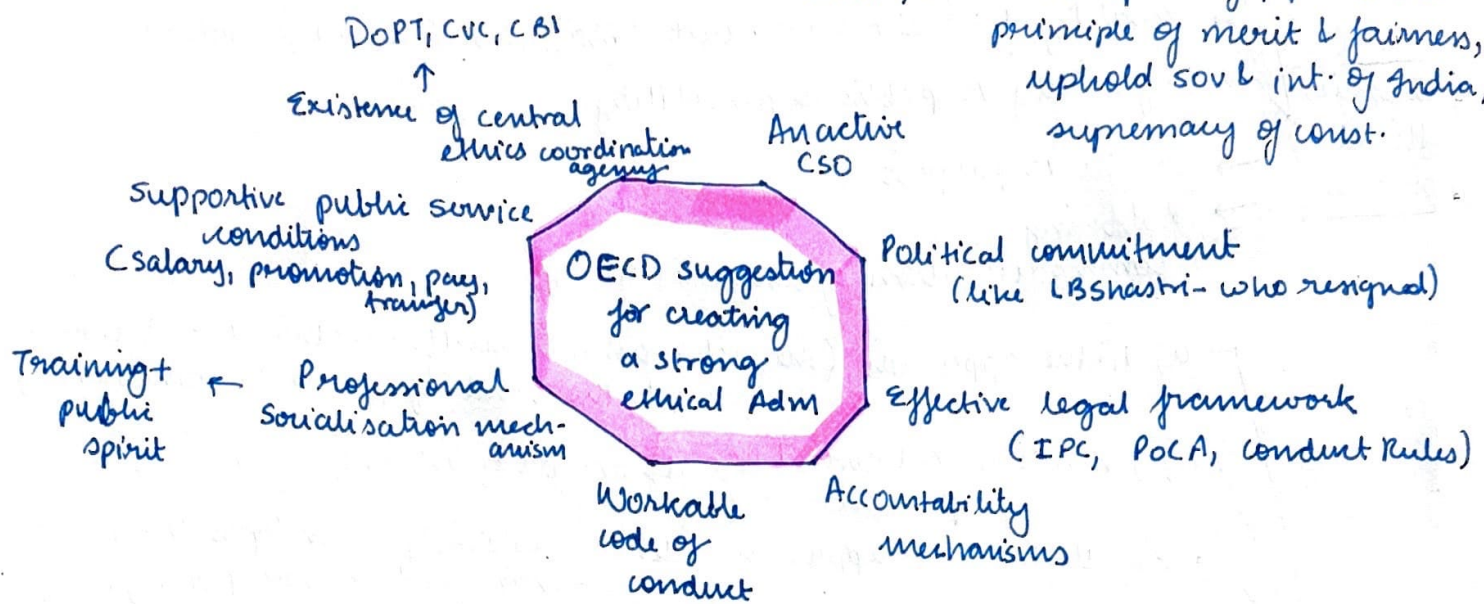 principle of merit & fairness,
uphold sov & int. of India,
supremacy of const.
DOPT, CVC, CBI
↑
Existence of central
ethics coordination
agency
An active
CSO
Supportive public service
conditions
(salary, promotion, pay,
transfer)
Political commitment
(like LBShastri - who resigned)
OECD suggestion
for creating
a strong
ethical Adm
Training +
public
spirit
←
Professional
Socialisation mech-
anism
Effective legal framework
(IPC, PoCA, conduct Rules)
Workable
code of
conduct
Accountability
mechanisms